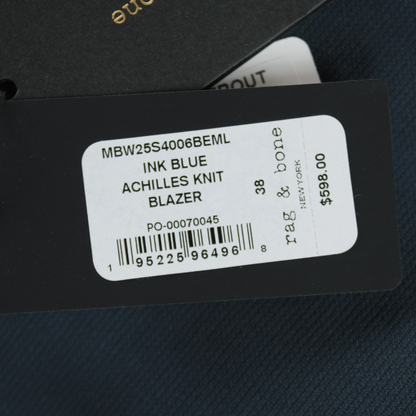 one
OUT
MBW25S4006BEML
INK BLUE
ACHILLES KNIT
BLAZER
PO-00070045
1 95225 96496 8
38
rag & bone
NEW YORK
$598.00